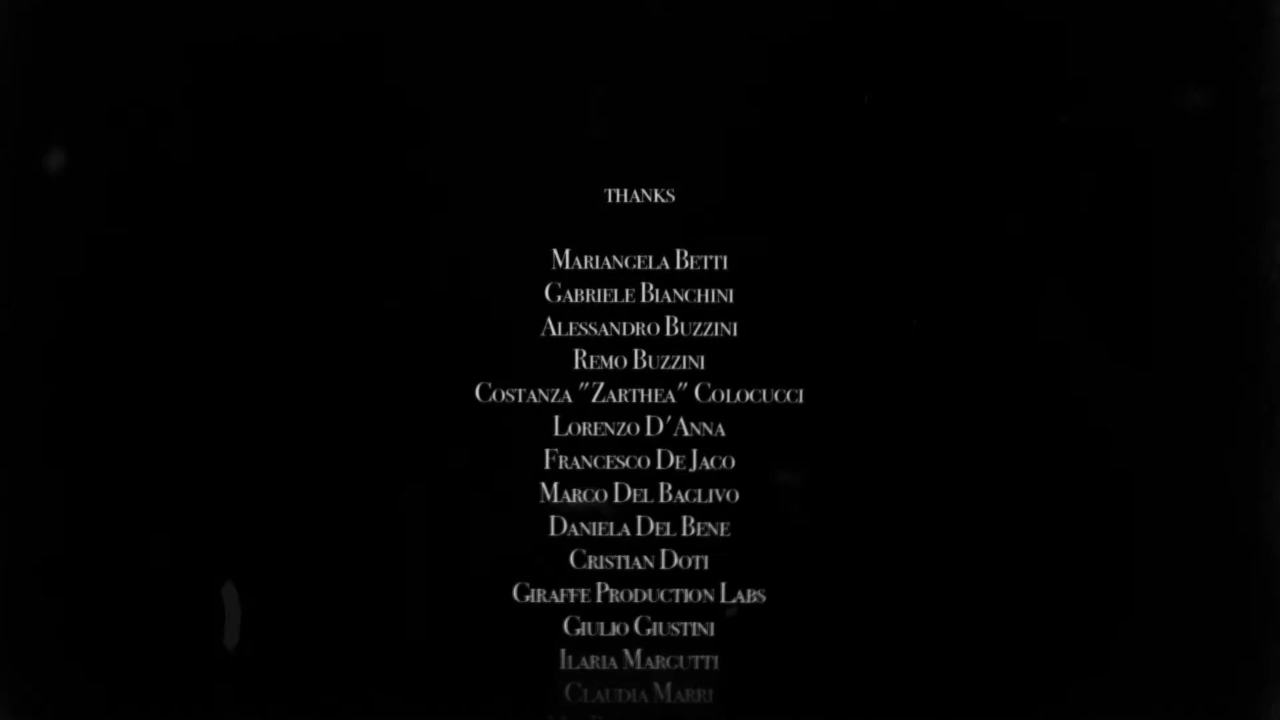 THANKS
MARIANGELA BETTI
GABRIELE BIANCHINI
ALESSANDRO BUZZINI
REMO BUZZINI
COSTANZA "ZARTHEA" COLOCUCCI
LORENZO D'ANNA
FRANCESCO DE JACO
MARCO DEL BAGLIVO
DANIELA DEL BENE
CRISTIAN DOTI
GIRAFFE PRODUCTION LABS
GIULIO GIUSTINI
ILARIA MARGUTTI
CLAUDIA MARRI